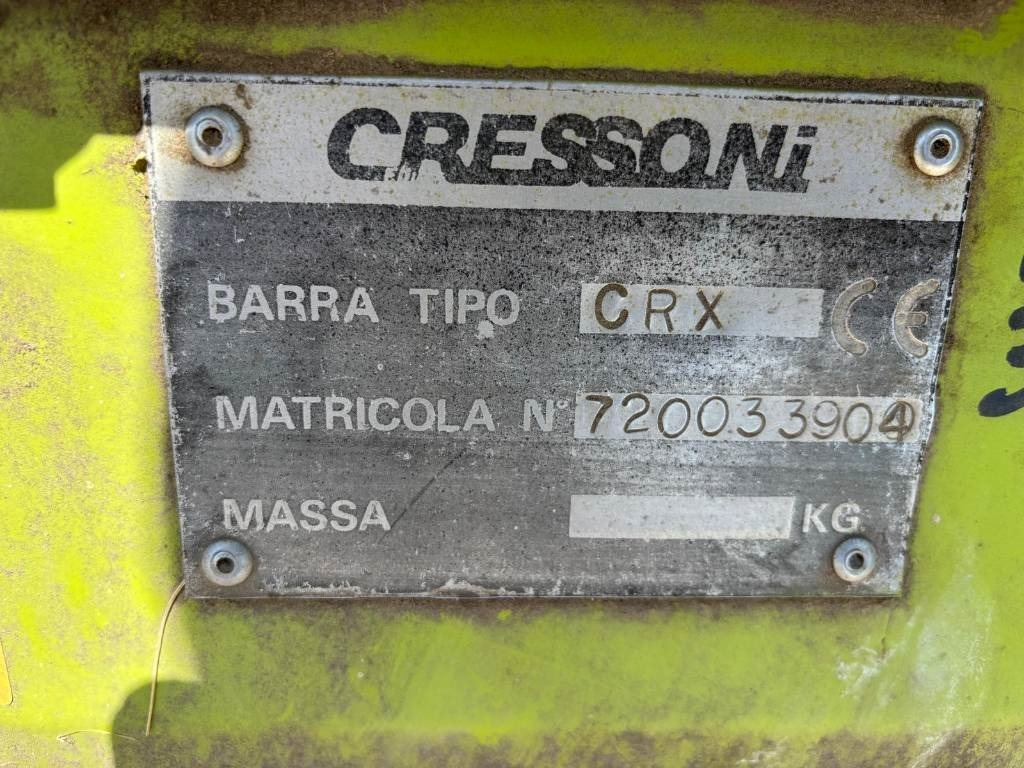 CRESSONi
BARRA TIPO CRX CE
MATRICOLA N°720033904
MASSA KG